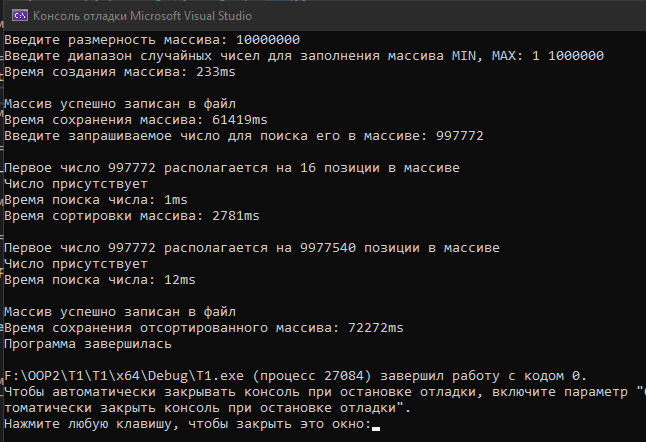 Консоль отладки Microsoft Visual Studio
Введите размерность массива: 10000000
Введите диапазон случайных чисел для заполнения массива MIN, MAX: 1 1000000
Время создания массива: 233ms
Массив успешно записан в файл
Время сохранения массива: 61419ms
Введите запрашиваемое число для поиска его в массиве: 997772
Первое число 997772 располагается на 16 позиции в массиве
Число присутствует
Время поиска числа: 1ms
Время сортировки массива: 2781ms
Первое число 997772 располагается на 9977540 позиции в массиве
Число присутствует
Время поиска числа: 12ms
Массив успешно записан в файл
Время сохранения отсортированного массива: 72272ms
Программа завершилась
F:\OOP2\T1\T1\x64\Debug\T1.exe (процесс 27084) завершил работу с кодом 0.
Чтобы автоматически закрывать консоль при остановке отладки, включите параметр "
томатически закрыть консоль при остановке отладки".
Нажмите любую клавишу, чтобы закрыть это окно: